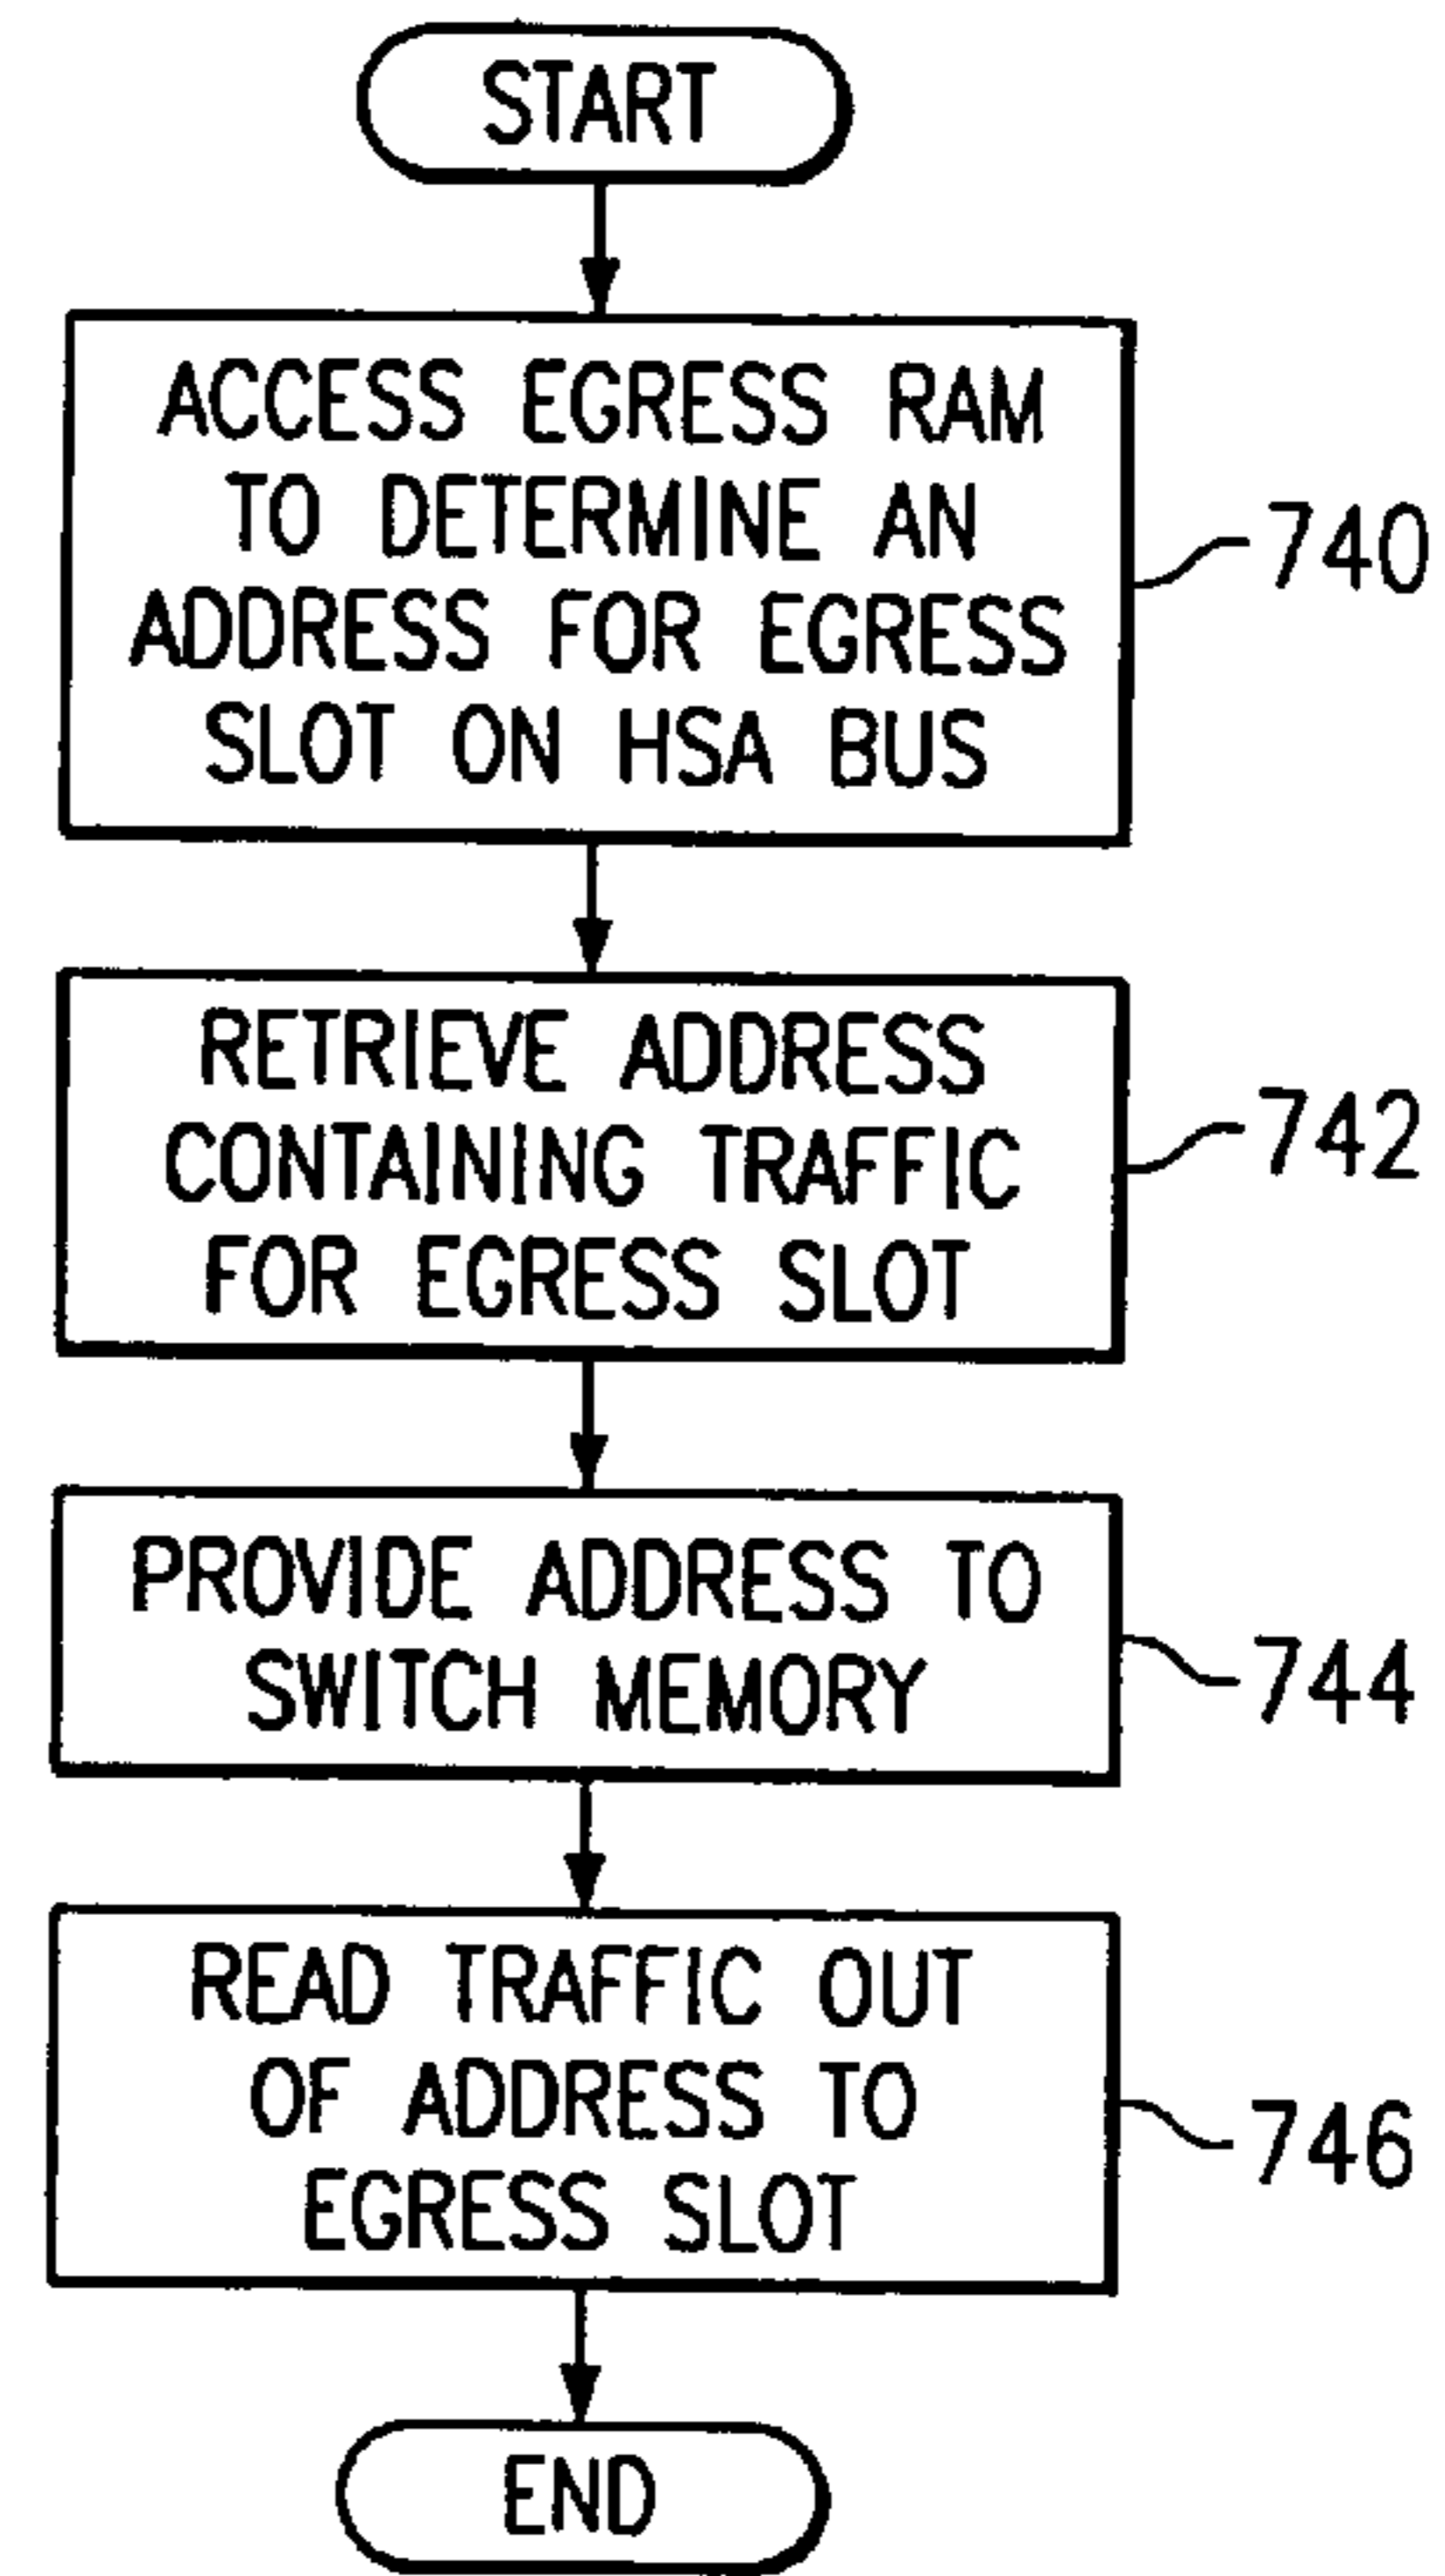 START
ACCESS EGRESS RAM
TO DETERMINE AN
ADDRESS FOR EGRESS
SLOT ON HSA BUS
740
RETRIEVE ADDRESS
CONTAINING TRAFFIC
FOR EGRESS SLOT
742
PROVIDE ADDRESS TO
SWITCH MEMORY
744
READ TRAFFIC OUT
OF ADDRESS TO
EGRESS SLOT
746
END